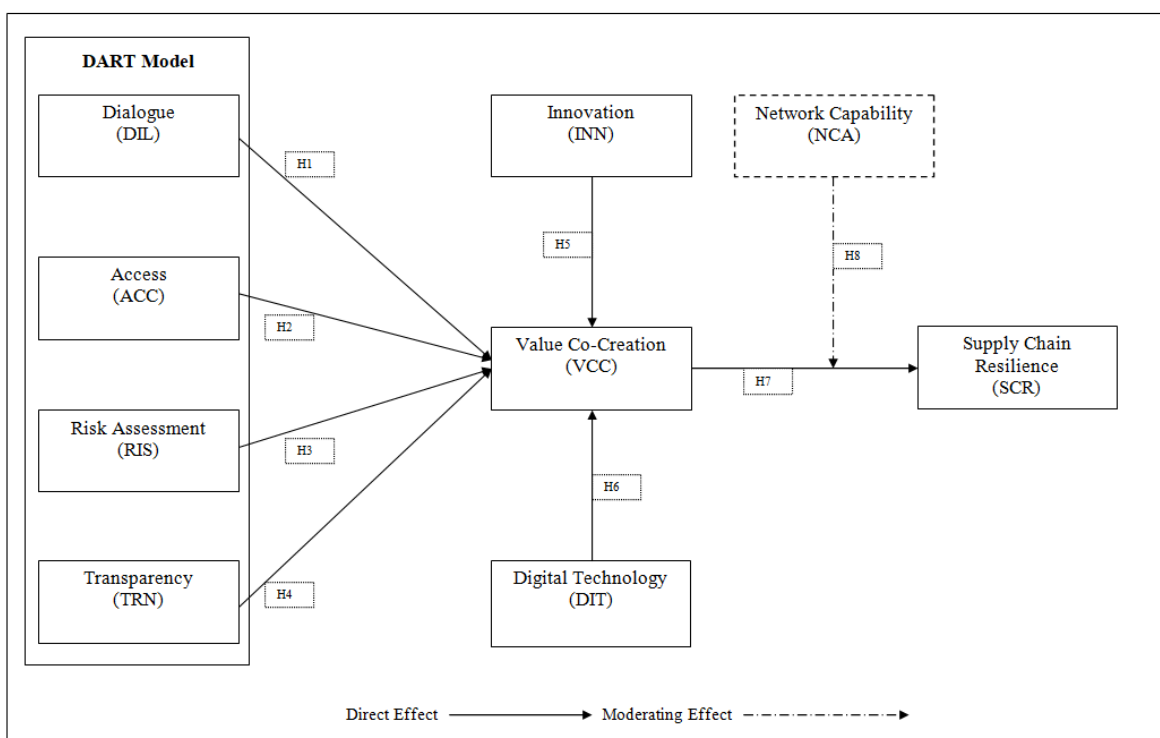 DART Model
Dialogue
(DIL)
Access
(ACC)
Risk Assessment
(RIS)
Transparency
(TRN)
H1
H2
H3
H4
Innovation
(INN)
H5
Value Co-Creation
(VCC)
H6
Digital Technology
(DIT)
Network Capability
(NCA)
H8
H7
Supply Chain
Resilience
(SCR)
Direct Effect
Moderating Effect